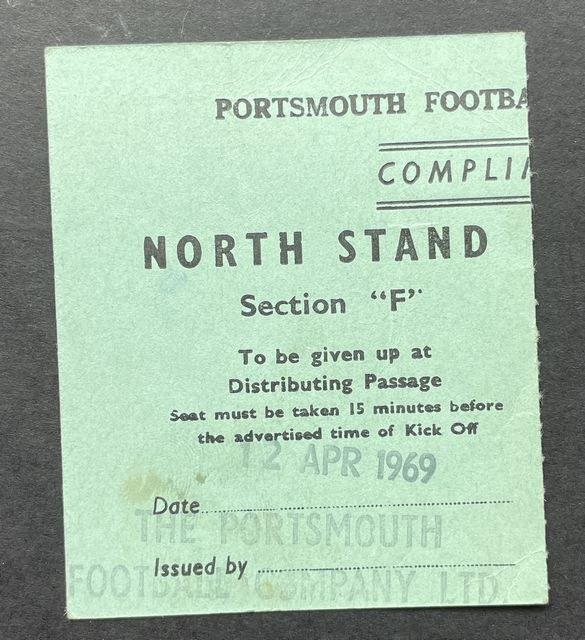 PORTSMOUTH FOOTBA
COMPLI
NORTH STAND
Section "F"
To be given up at
Distributing Passage
Seat must be taken 15 minutes before
the advertised time of Kick Off
12 APR 1969
Date
THE PORTSMOUTH
Issued by
FOOTBALL COMPANY LTD.